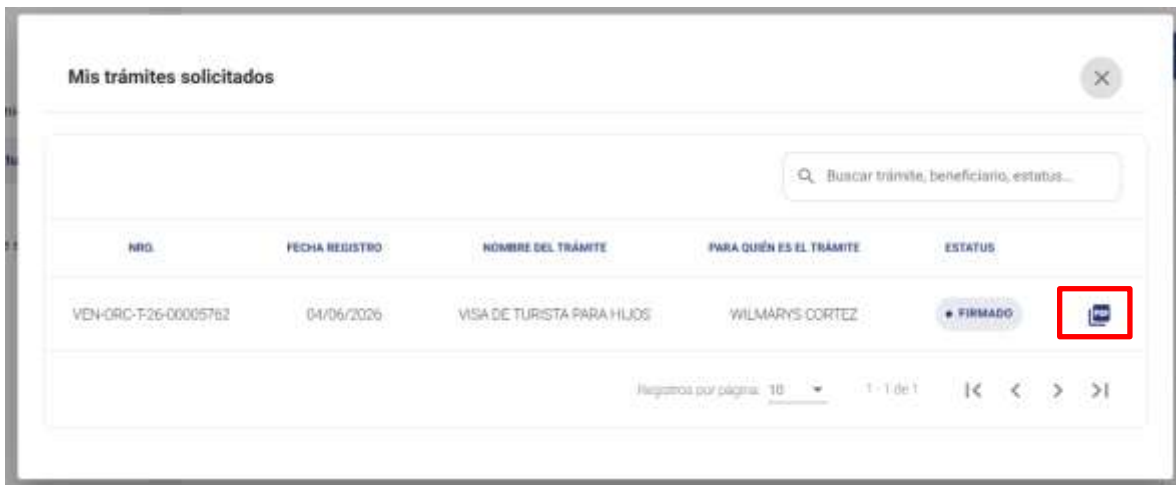 Mis trámites solicitados
Buscar trámite, beneficiario, estatus...
NRO. FECHA REGISTRO NOMBRE DEL TRÁMITE PARA QUIÉN ES EL TRÁMITE ESTATUS
VEN-ORC-T-26-00005762 04/06/2026 VISA DE TURISTA PARA HIJOS WILMARYS CORTEZ FIRMADO PDF
Registros por página: 10 1 - 1 de 1